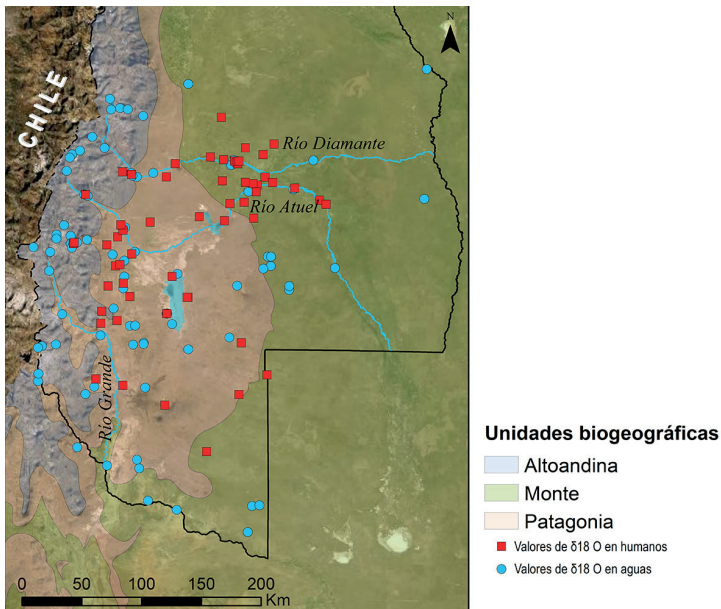 N
CHILE
Río Diamante
Río Atuel
Río Grande
0 50 100 150 200
Km
Unidades biogeográficas
Altoandina
Monte
Patagonia
Valores de δ18 O en humanos
Valores de δ18 O en aguas